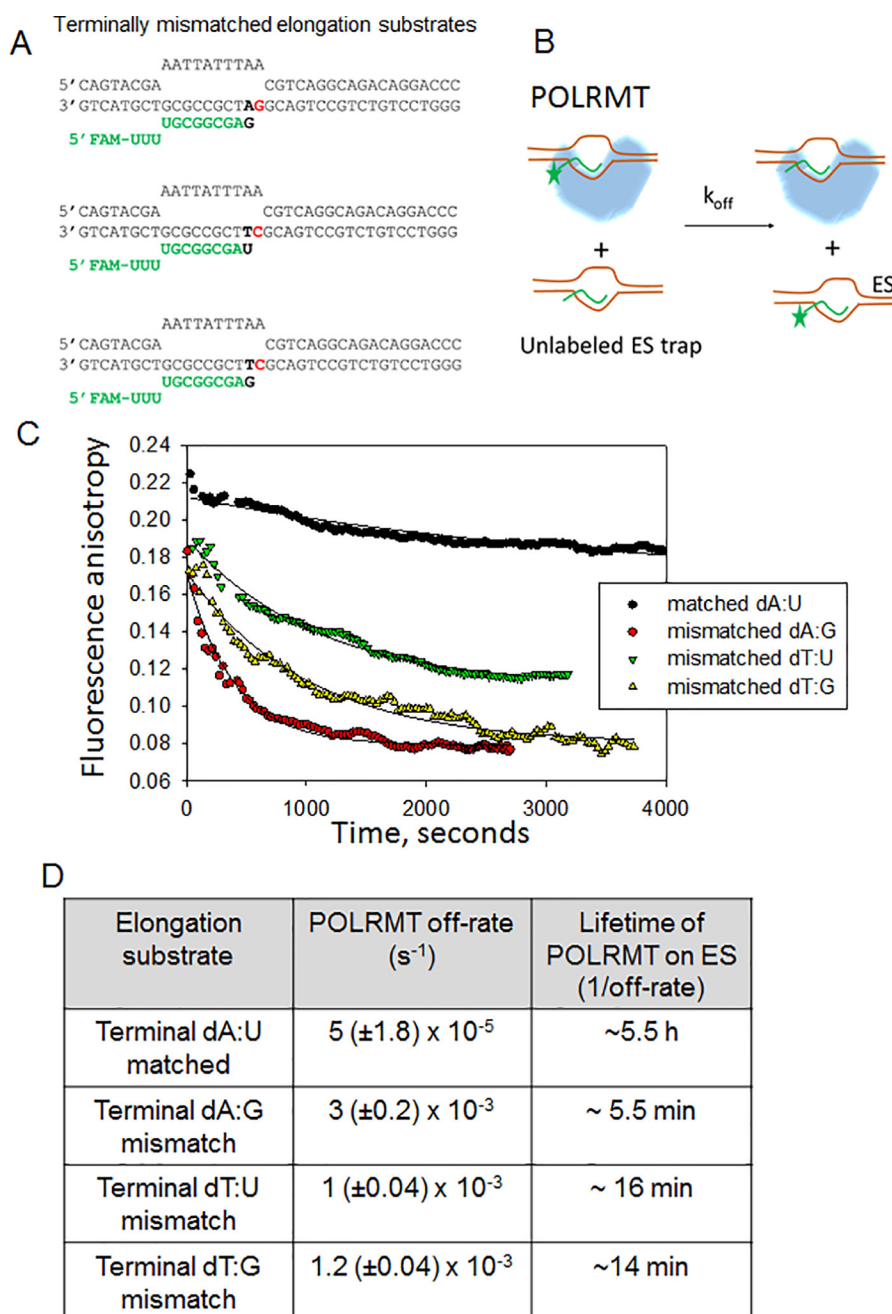 Terminally mismatched elongation substrates
A
AATTATTTAA
5'CAGTACGA CGTCAGGCAGACAGGACCC
3'GTCATGCTGCGCCGCTAGGCAGTCCGTCTGTCCTGGG
UGCGGCGAG
5'FAM-UUU
AATTATTTAA
5'CAGTACGA CGTCAGGCAGACAGGACCC
3'GTCATGCTGCGCCGCTTCGCAGTCCGTCTGTCCTGGG
UGCGGCGAU
5'FAM-UUU
AATTATTTAA
5'CAGTACGA CGTCAGGCAGACAGGACCC
3'GTCATGCTGCGCCGCTTCGCAGTCCGTCTGTCCTGGG
UGCGGCGAG
5'FAM-UUU
B
POLRMT
koff
+
+
ES
Unlabeled ES trap
C
Fluorescence anisotropy
0.24
0.22
0.20
0.18
0.16
0.14
0.12
0.10
0.08
0.06
0 1000 2000 3000 4000
Time, seconds
matched dA:U
mismatched dA:G
mismatched dT:U
mismatched dT:G
D
Elongation substrate
POLRMT off-rate (s⁻¹)
Lifetime of POLRMT on ES (1/off-rate)
Terminal dA:U matched
5 (±1.8) x 10⁻⁵
~5.5 h
Terminal dA:G mismatch
3 (±0.2) x 10⁻³
~ 5.5 min
Terminal dT:U mismatch
1 (±0.04) x 10⁻³
~ 16 min
Terminal dT:G mismatch
1.2 (±0.04) x 10⁻³
~14 min